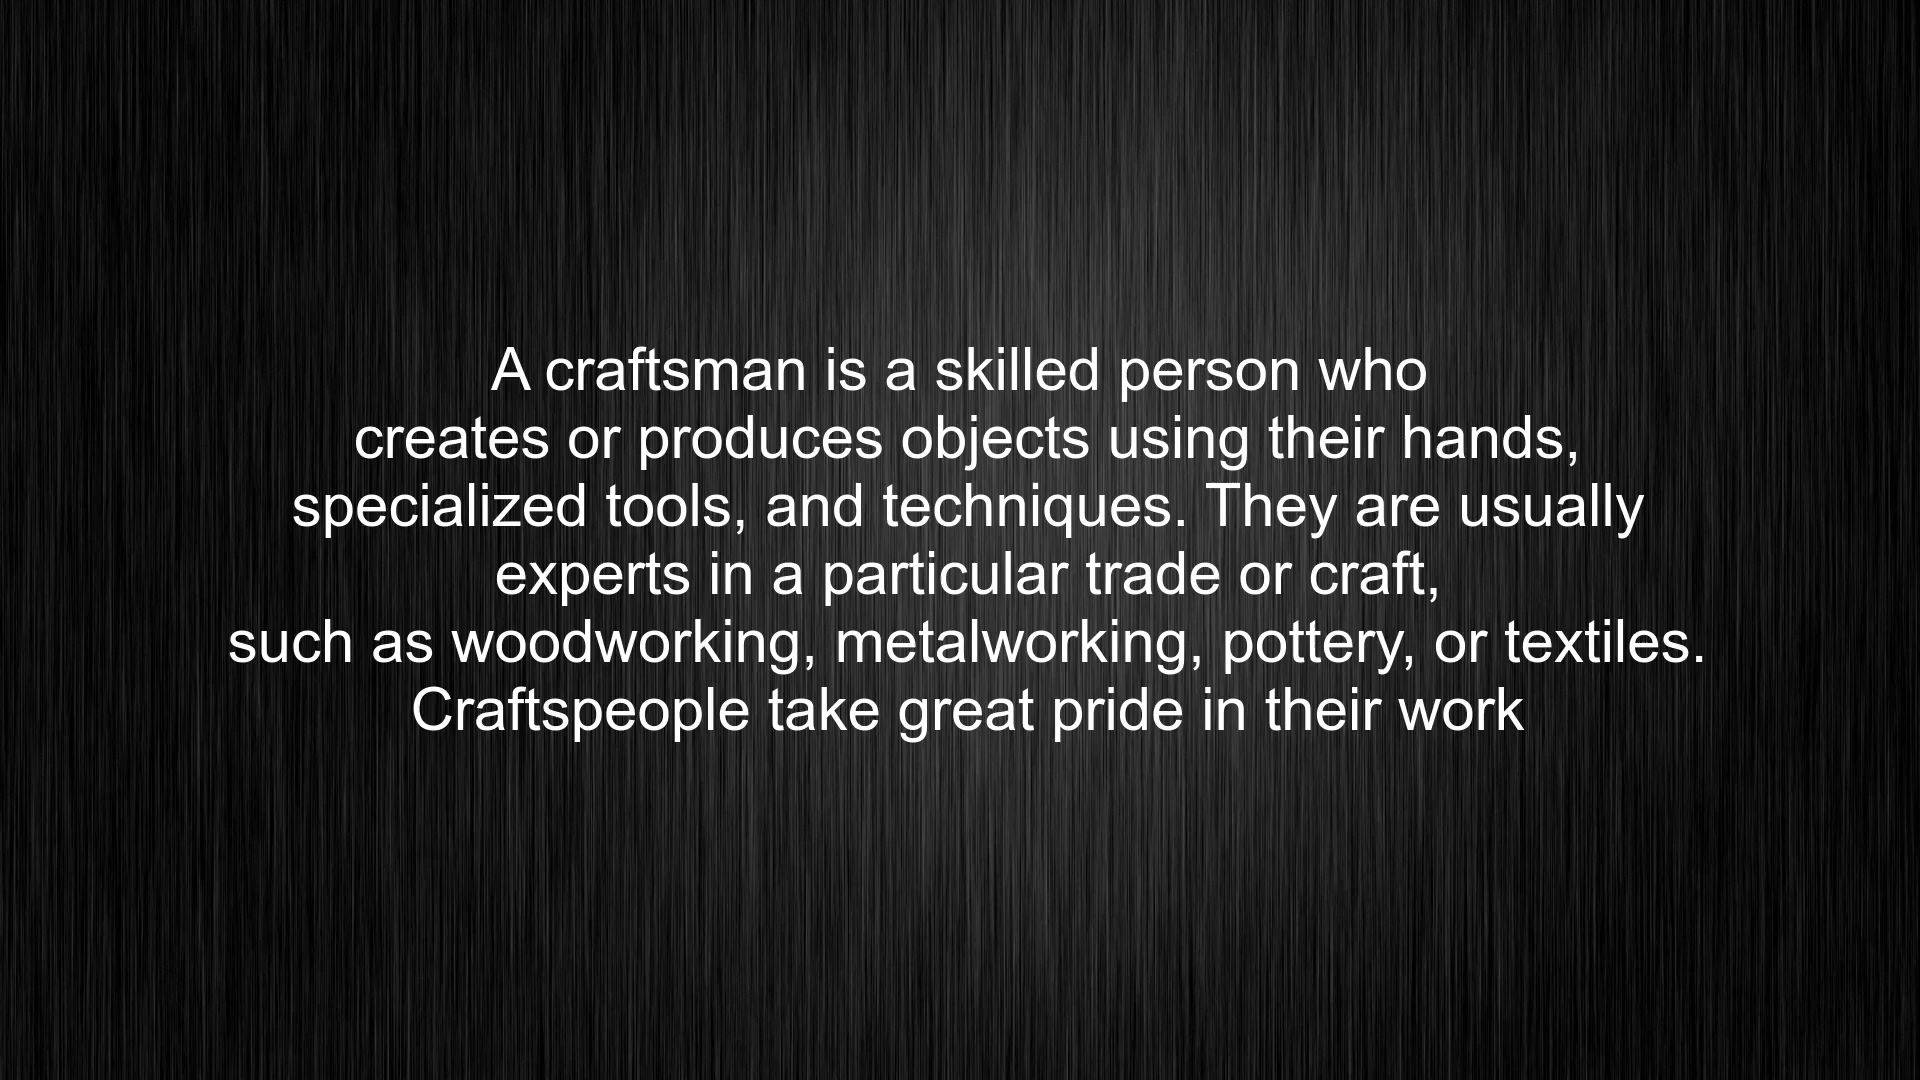 A craftsman is a skilled person who
creates or produces objects using their hands,
specialized tools, and techniques. They are usually
experts in a particular trade or craft,
such as woodworking, metalworking, pottery, or textiles.
Craftspeople take great pride in their work